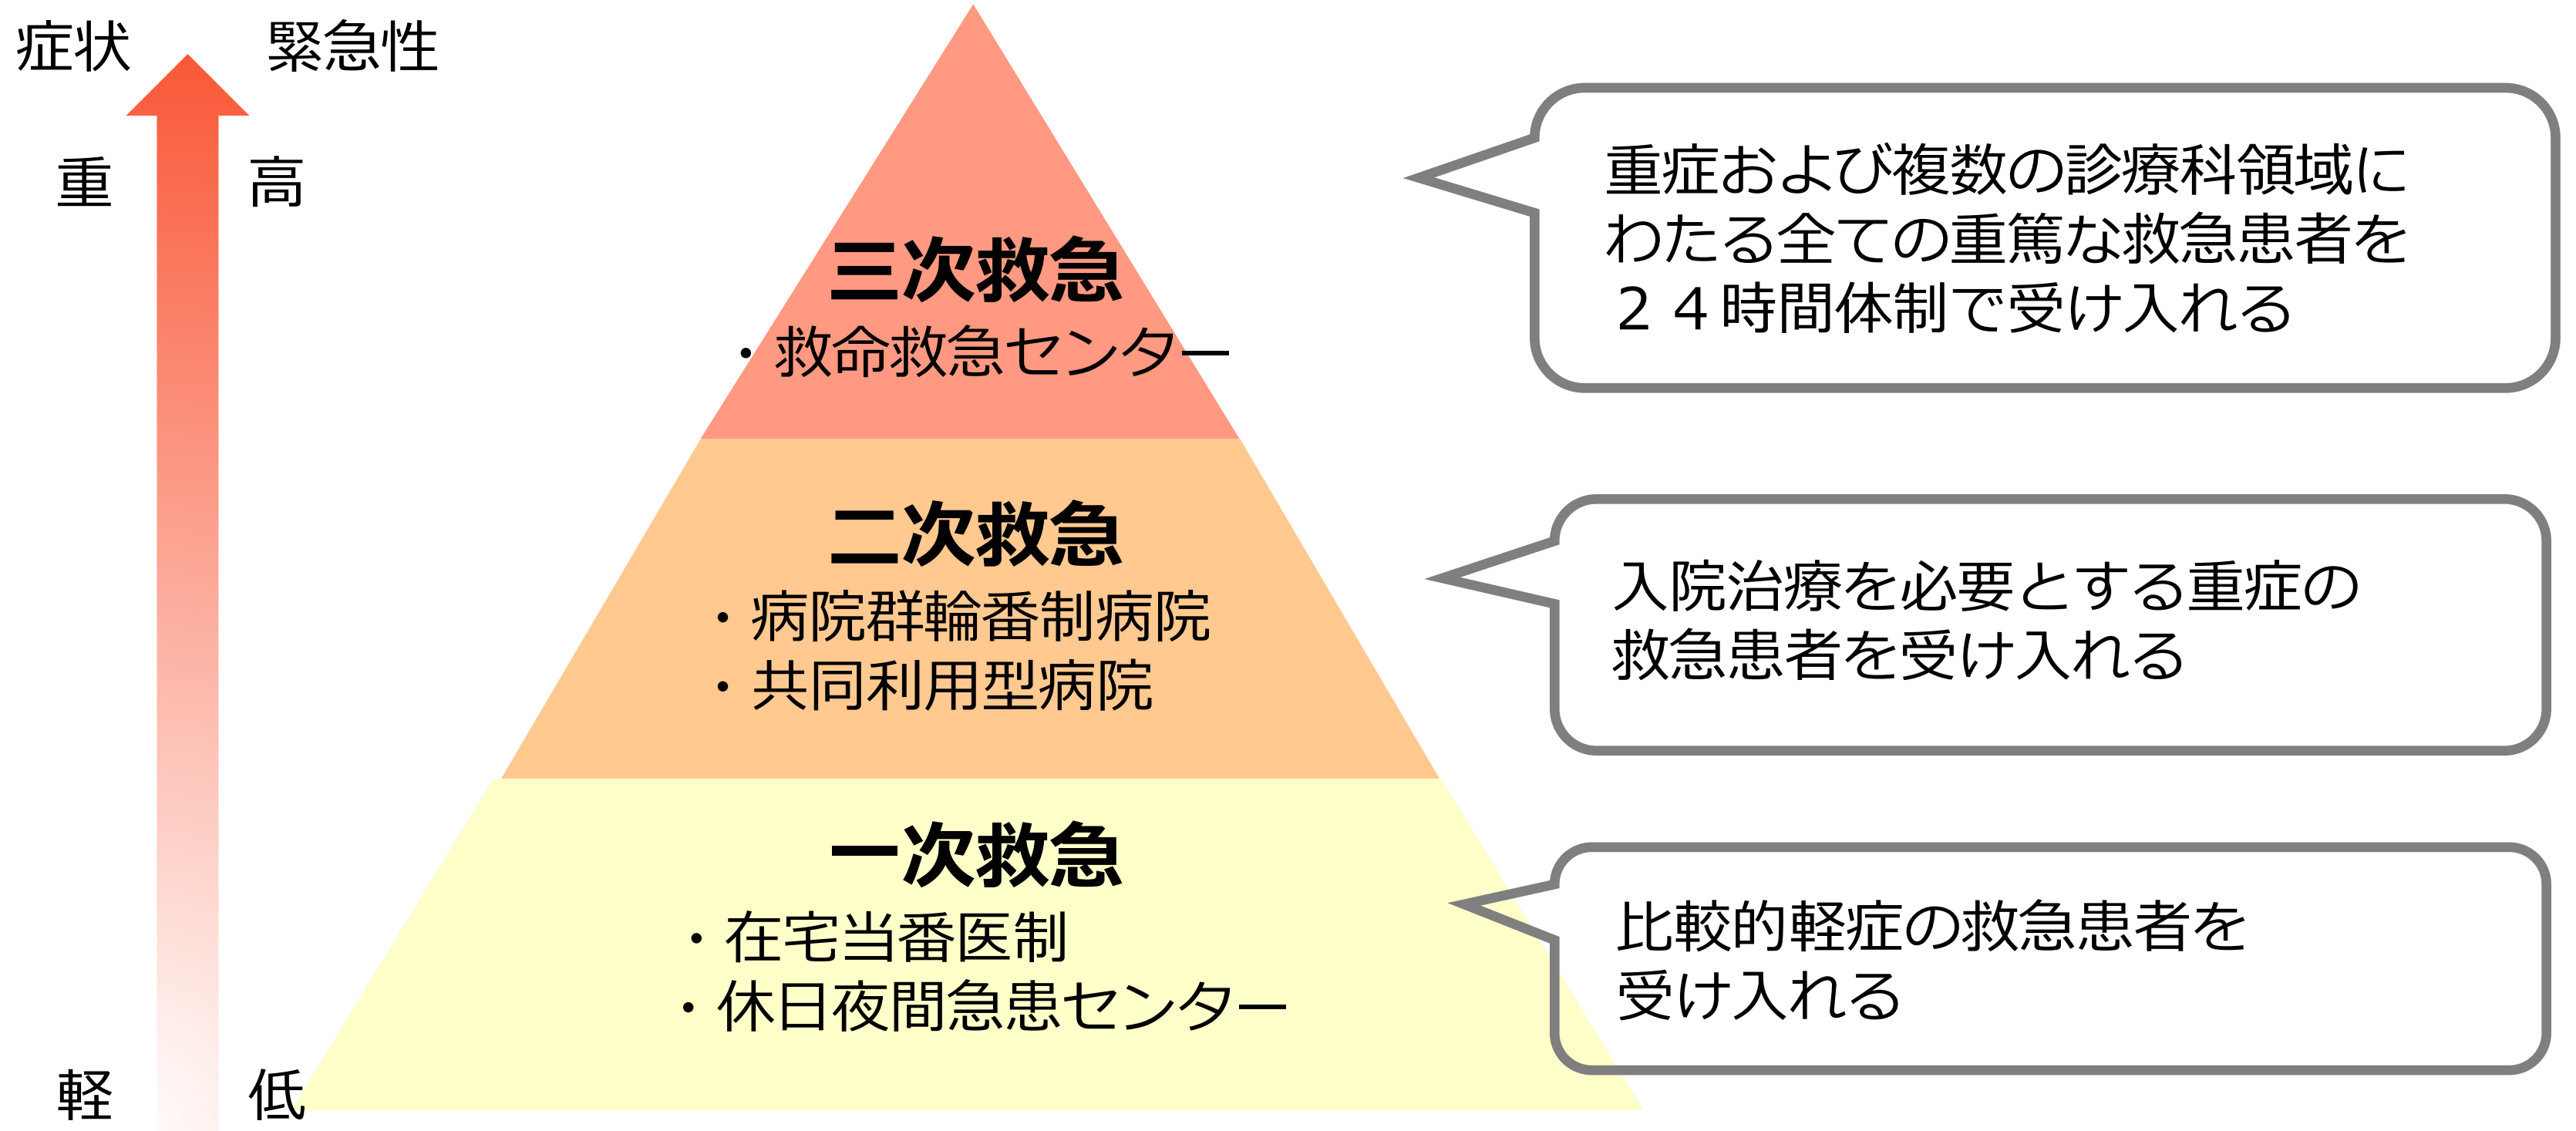 症状
緊急性
重
高
三次救急
・救命救急センター
重症および複数の診療科領域に
わたる全ての重篤な救急患者を
２４時間体制で受け入れる
二次救急
・病院群輪番制病院
・共同利用型病院
入院治療を必要とする重症の
救急患者を受け入れる
一次救急
・在宅当番医制
・休日夜間急患センター
比較的軽症の救急患者を
受け入れる
軽
低